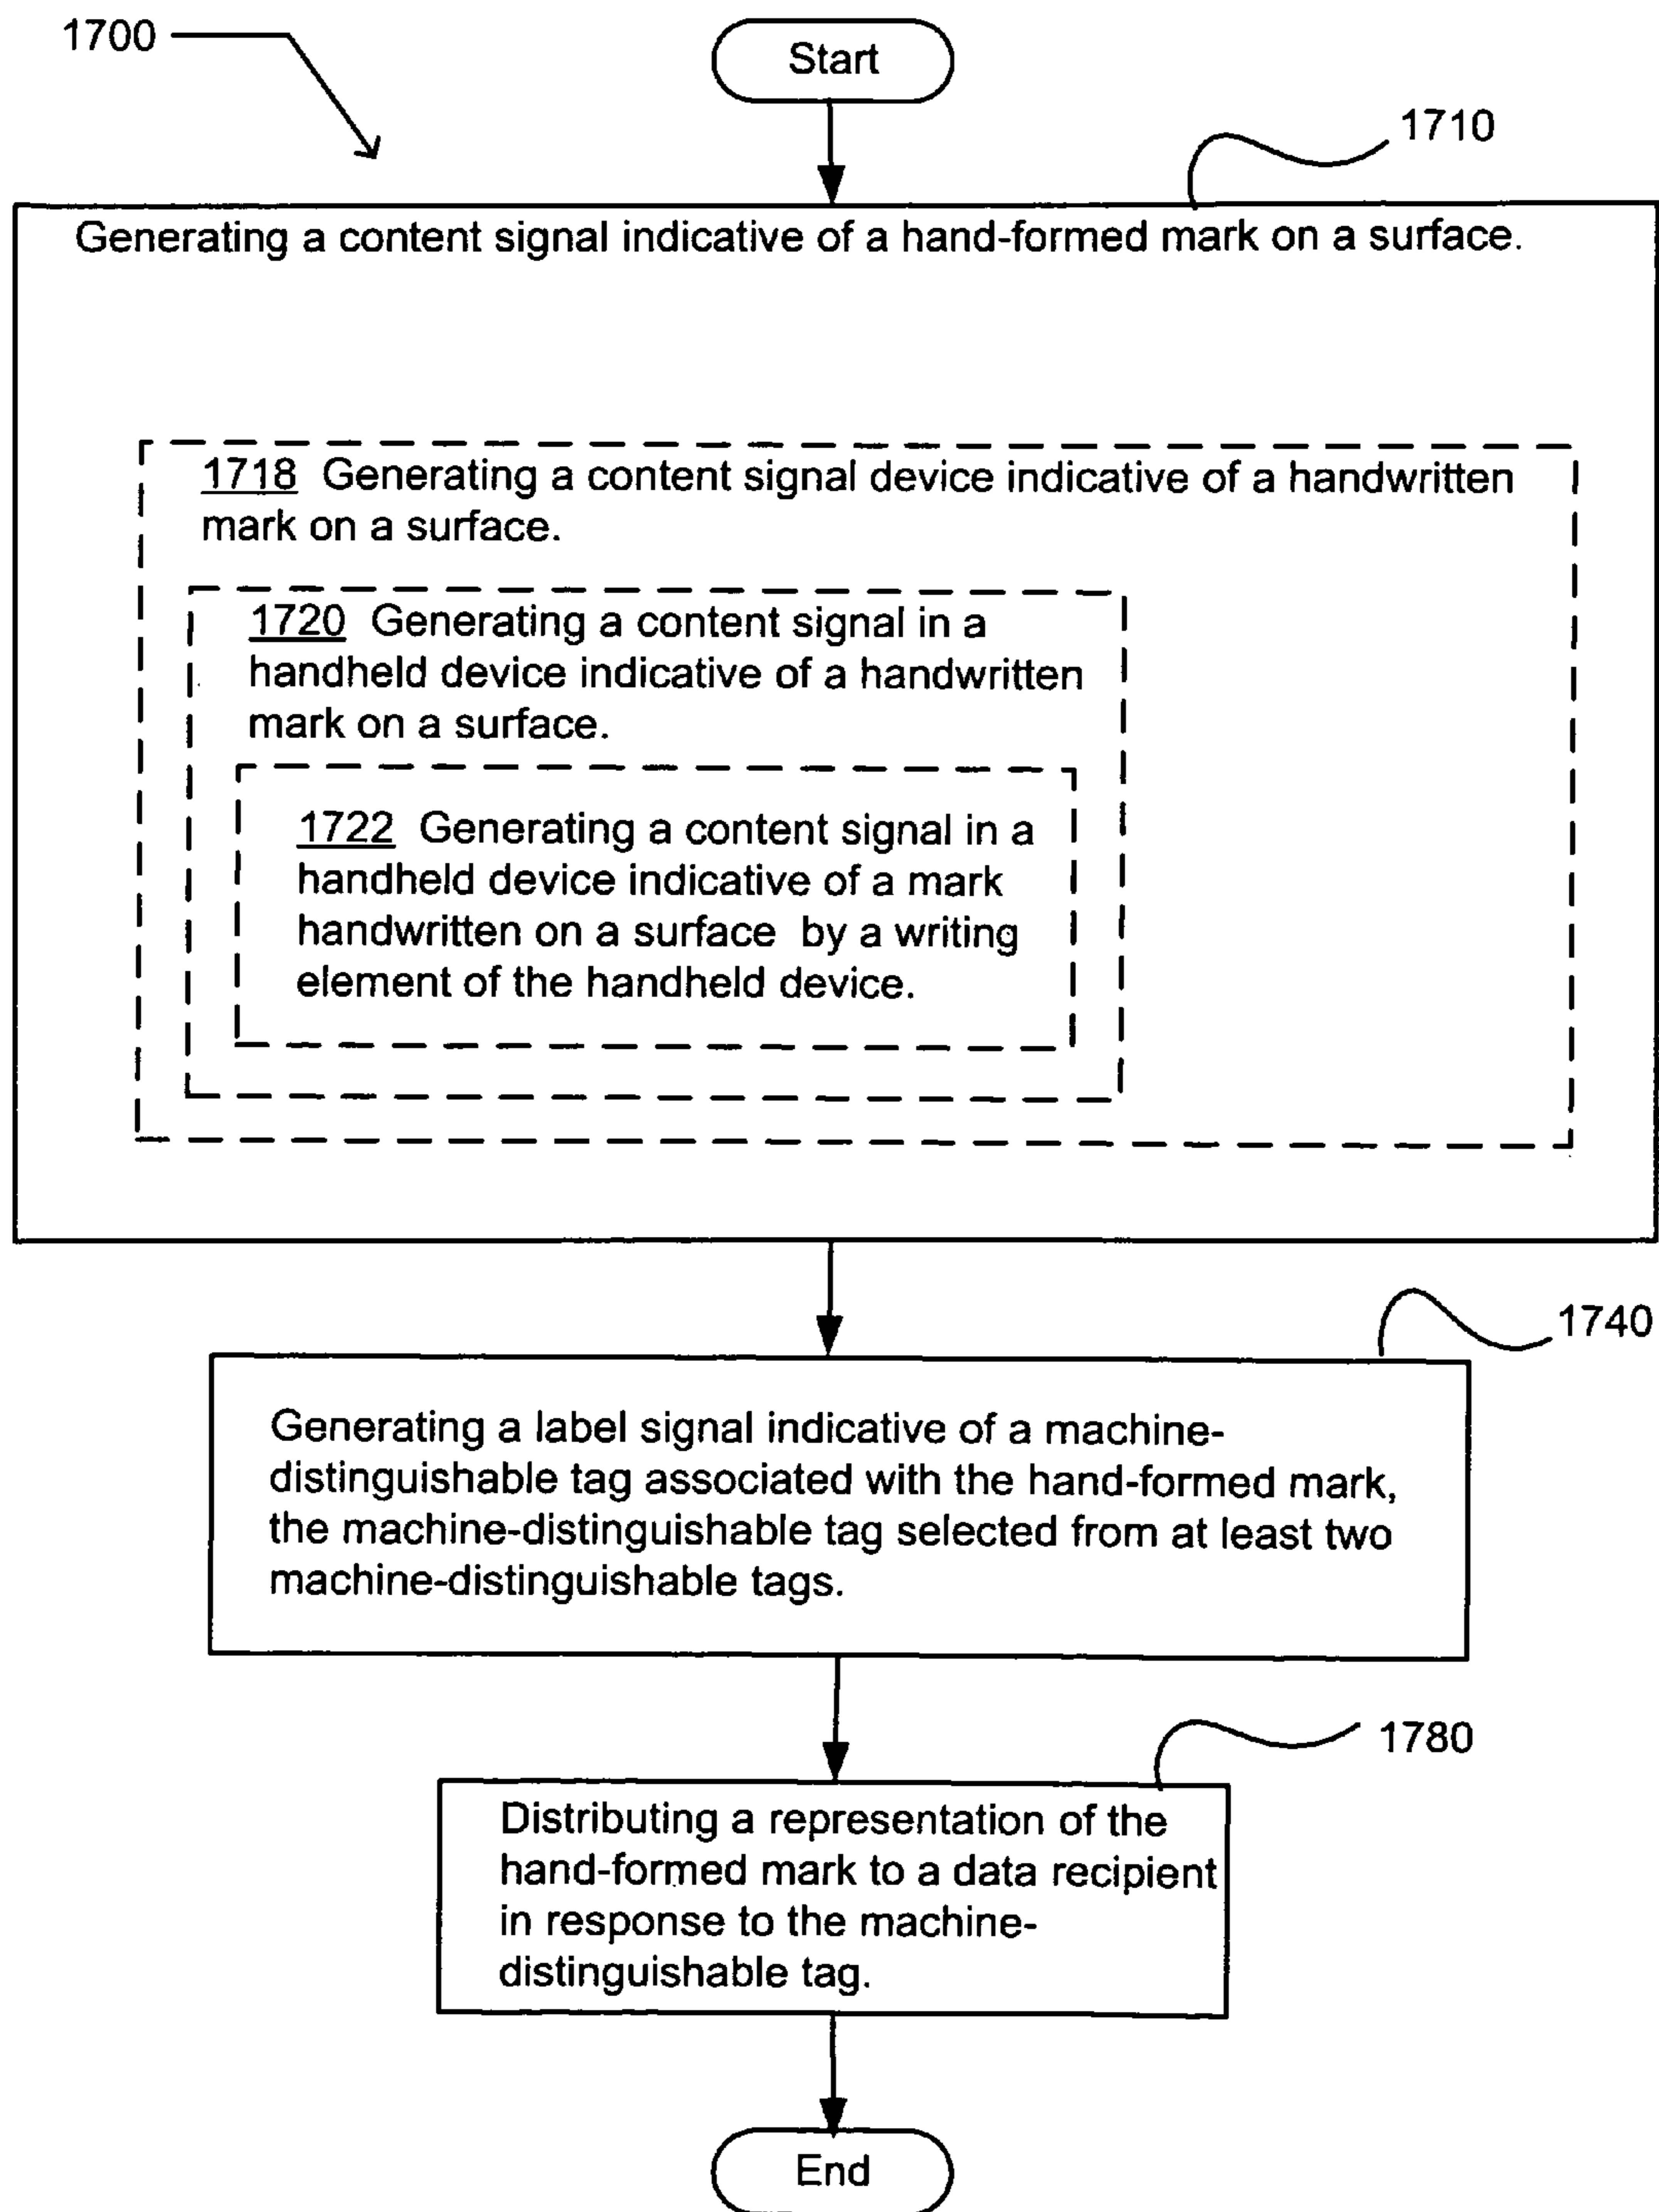 1700
Start
1710
Generating a content signal indicative of a hand-formed mark on a surface.
1718 Generating a content signal device indicative of a handwritten
mark on a surface.
1720 Generating a content signal in a
handheld device indicative of a handwritten
mark on a surface.
1722 Generating a content signal in a
handheld device indicative of a mark
handwritten on a surface by a writing
element of the handheld device.
1740
Generating a label signal indicative of a machine-
distinguishable tag associated with the hand-formed mark,
the machine-distinguishable tag selected from at least two
machine-distinguishable tags.
1780
Distributing a representation of the
hand-formed mark to a data recipient
in response to the machine-
distinguishable tag.
End